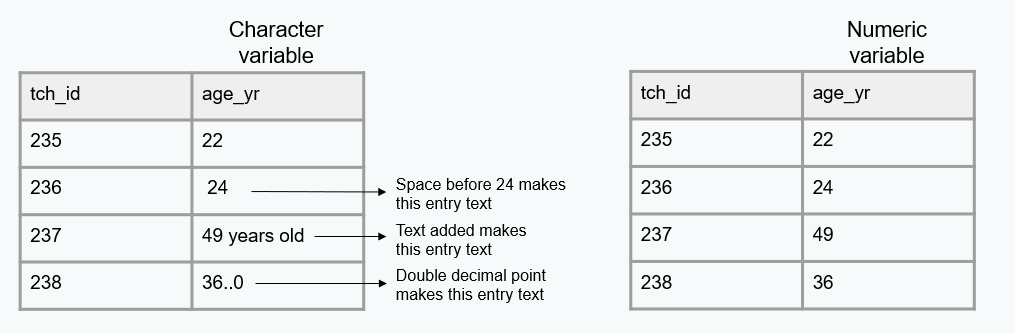 Character
variable
tch_id age_yr
235 22
236 24
237 49 years old
238 36..0
Space before 24 makes
this entry text
Text added makes
this entry text
Double decimal point
makes this entry text
Numeric
variable
tch_id age_yr
235 22
236 24
237 49
238 36